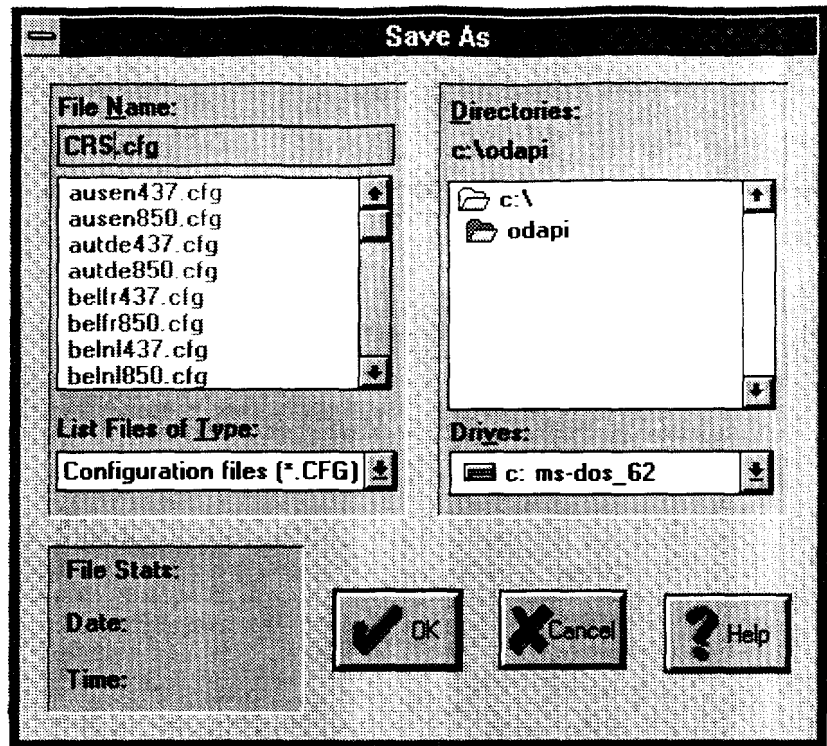 Save As
File Name:
CRS.cfg
ausen437.cfg
ausen850.cfg
autde437.cfg
autde850.cfg
belfr437.cfg
belfr850.cfg
belnl437.cfg
belnl850.cfg
List Files of Type:
Configuration files (*.CFG)
Directories:
c:\odapi
c:\
odapi
Drives:
c: ms-dos_62
File Stats:
Date:
Time:
OK
Cancel
Help